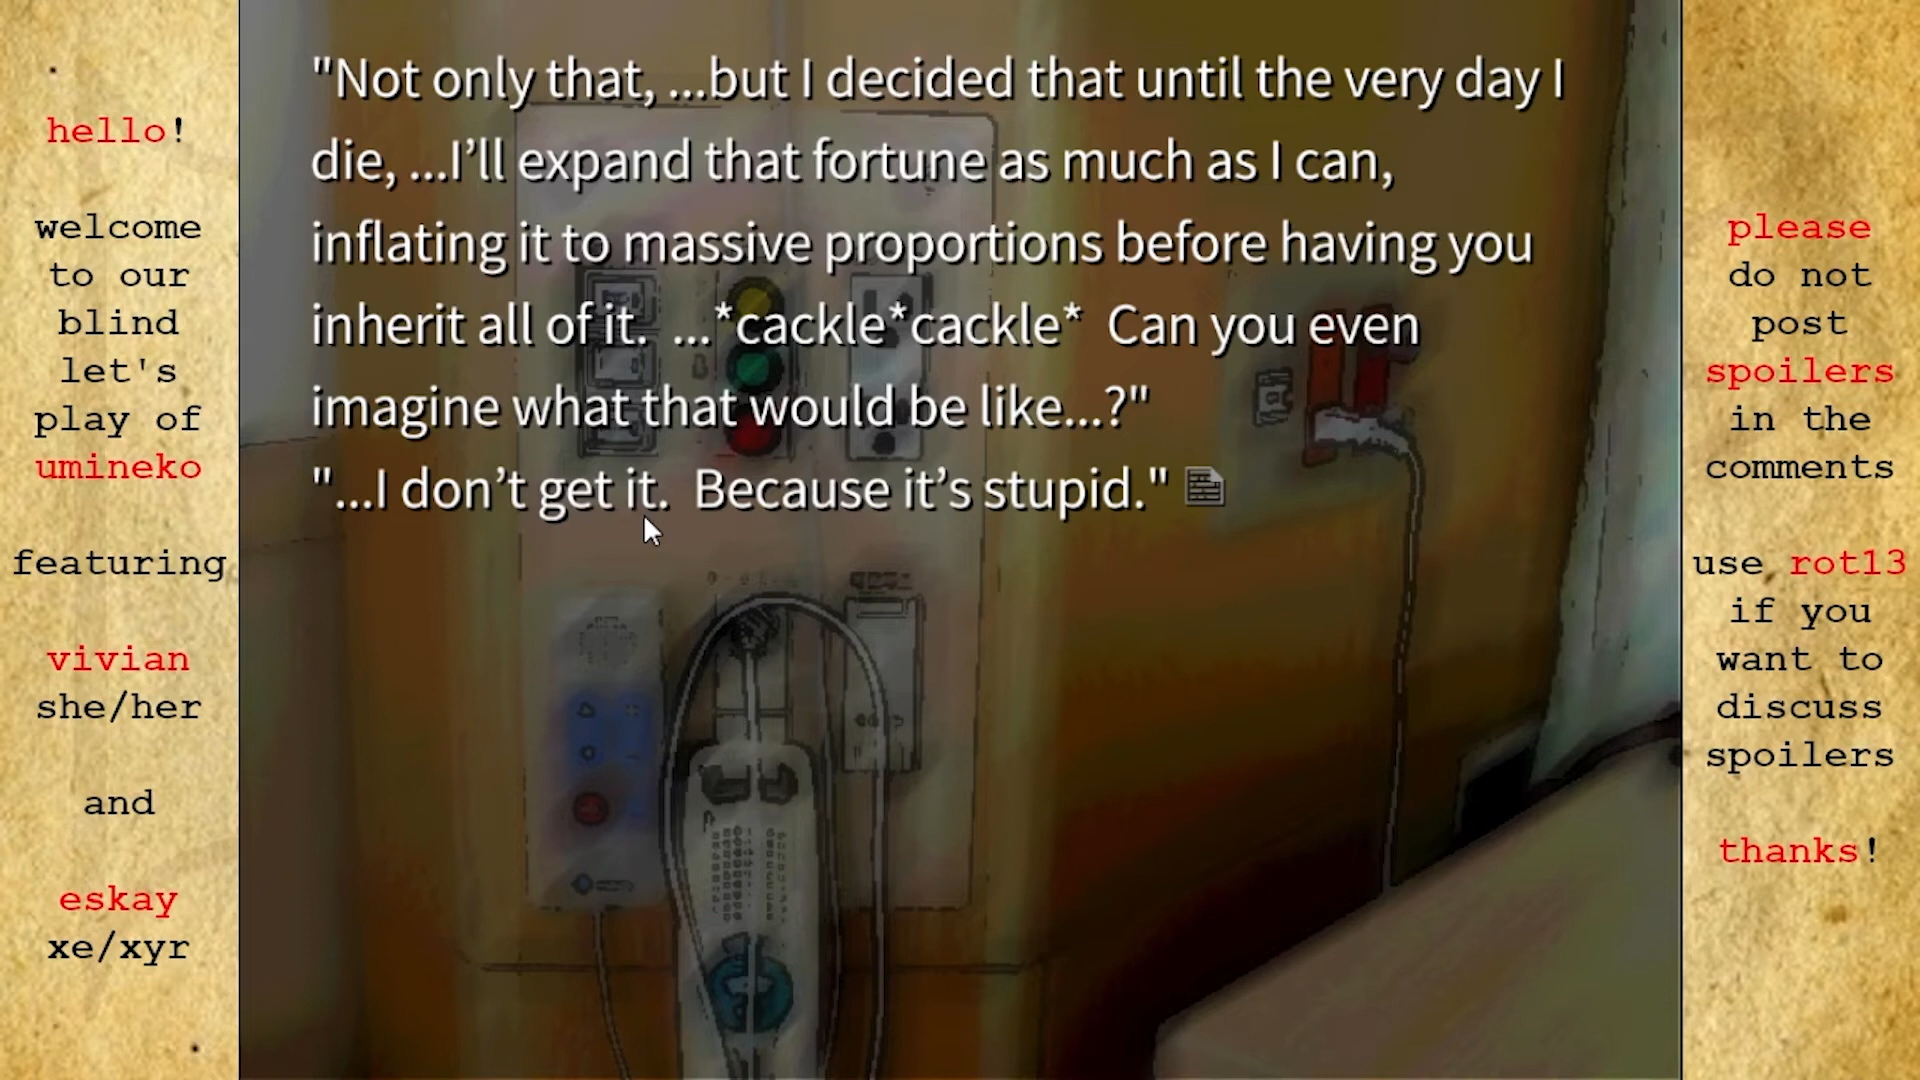 hello!
welcome
to our
blind
let's
play of
umineko
featuring
vivian
she/her
and
eskay
xe/xyr
"Not only that, ...but I decided that until the very day I
die, ...I’ll expand that fortune as much as I can,
inflating it to massive proportions before having you
inherit all of it.  ...*cackle*cackle*  Can you even
imagine what that would be like...?"
"...I don’t get it.  Because it’s stupid."
please
do not
post
spoilers
in the
comments
use rot13
if you
want to
discuss
spoilers
thanks!